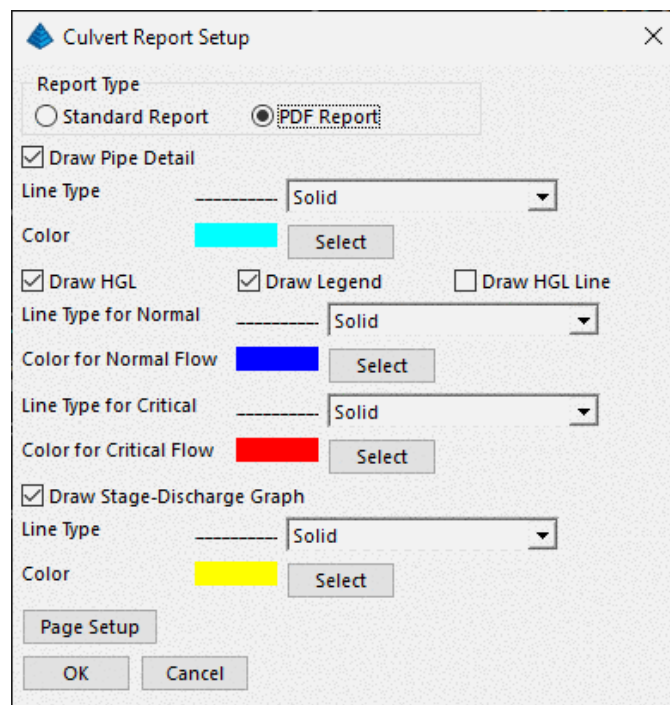 Culvert Report Setup
Report Type
Standard Report PDF Report
Draw Pipe Detail
Line Type Solid
Color Select
Draw HGL Draw Legend Draw HGL Line
Line Type for Normal Solid
Color for Normal Flow Select
Line Type for Critical Solid
Color for Critical Flow Select
Draw Stage-Discharge Graph
Line Type Solid
Color Select
Page Setup
OK Cancel